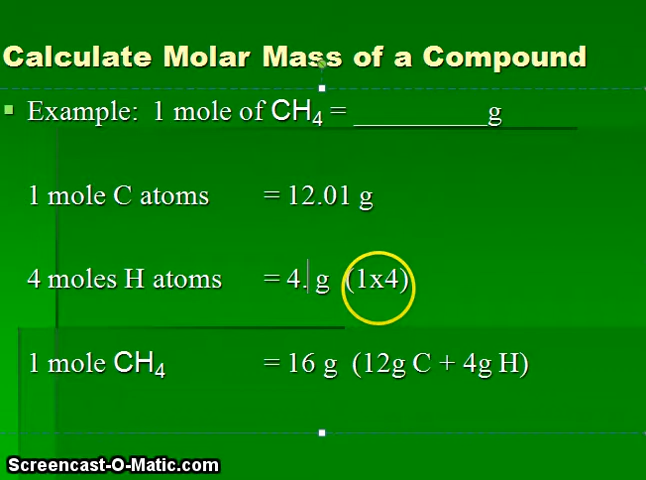 Calculate Molar Mass of a Compound
Example: 1 mole of CH₄ = __________g
1 mole C atoms = 12.01 g
4 moles H atoms = 4. g (1x4)
1 mole CH₄ = 16 g (12g C + 4g H)
Screencast-O-Matic.com